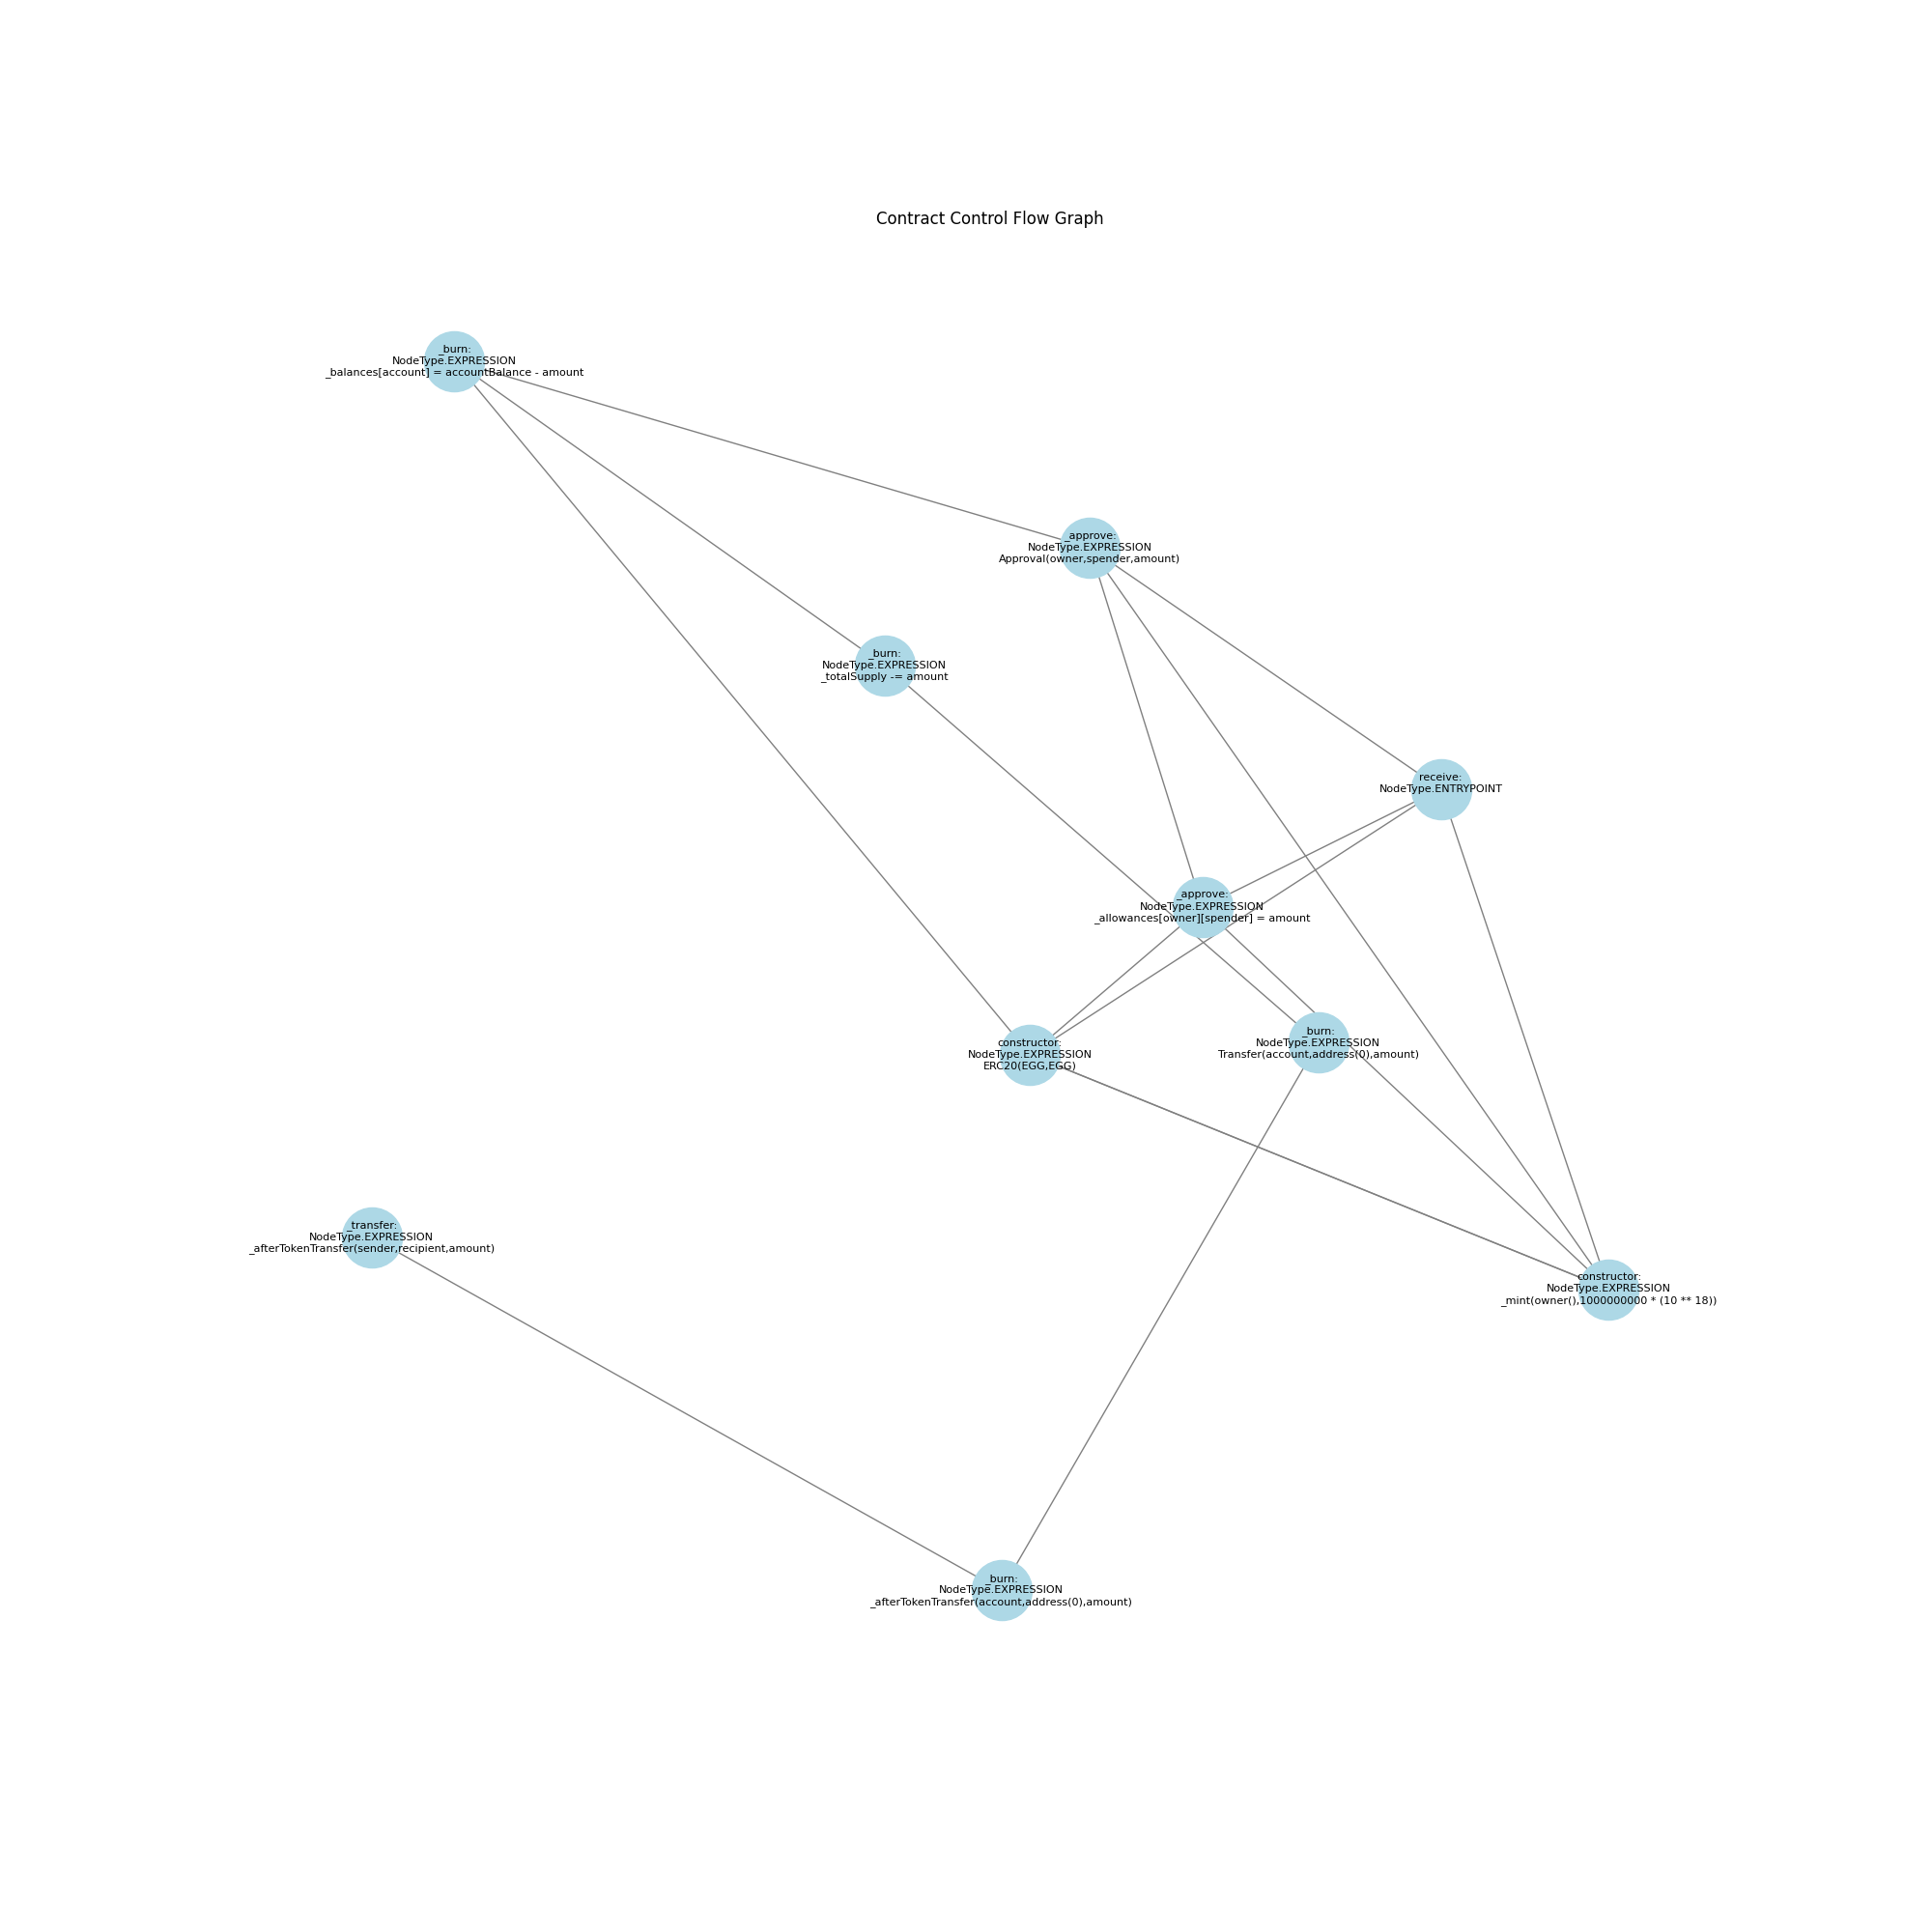 Contract Control Flow Graph
_burn:
NodeType.EXPRESSION
_balances[account] = accountBalance - amount
_approve:
NodeType.EXPRESSION
Approval(owner,spender,amount)
_burn:
NodeType.EXPRESSION
_totalSupply -= amount
receive:
NodeType.ENTRYPOINT
_approve:
NodeType.EXPRESSION
_allowances[owner][spender] = amount
constructor:
NodeType.EXPRESSION
ERC20(EGG,EGG)
_burn:
NodeType.EXPRESSION
Transfer(account,address(0),amount)
_transfer:
NodeType.EXPRESSION
_afterTokenTransfer(sender,recipient,amount)
constructor:
NodeType.EXPRESSION
_mint(owner(),1000000000 * (10 ** 18))
_burn:
NodeType.EXPRESSION
_afterTokenTransfer(account,address(0),amount)